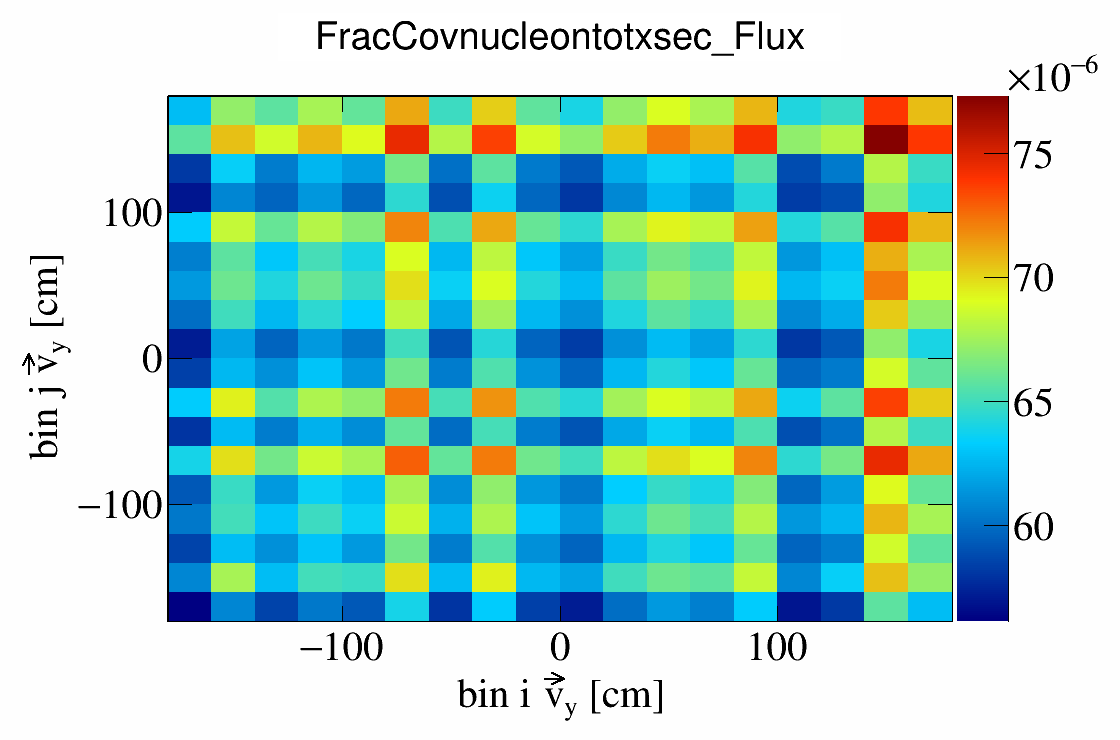 FracCovnucleontotxsec_Flux
×10⁻⁶
75
70
65
60
100
0
−100
bin j v⃗_y [cm]
−100 0 100
bin i v⃗_y [cm]